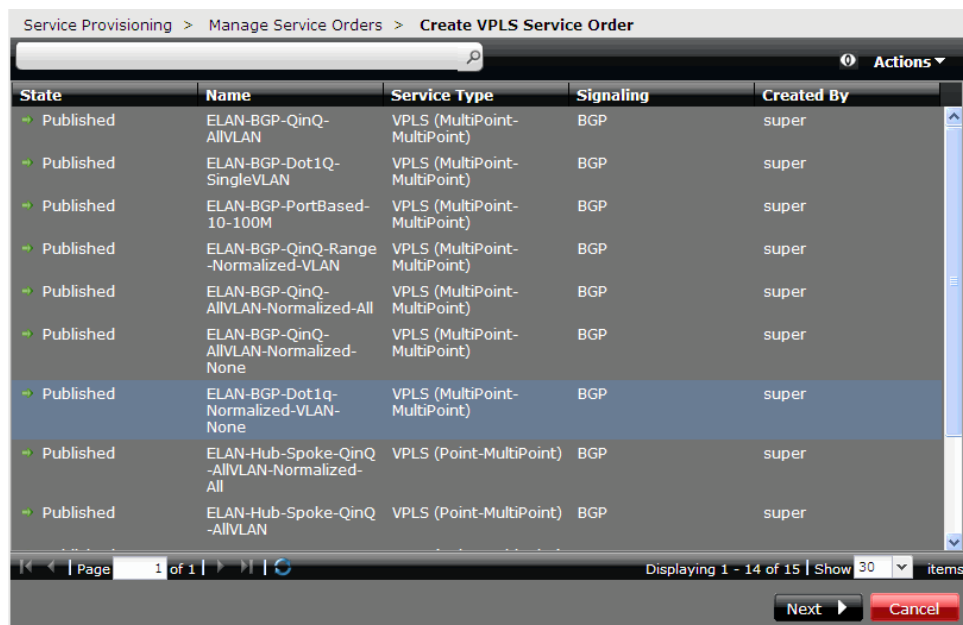 Service Provisioning > Manage Service Orders > Create VPLS Service Order
0 Actions
State Name Service Type Signaling Created By
Published ELAN-BGP-QinQ- VPLS (MultiPoint- BGP super
AllVLAN MultiPoint)
Published ELAN-BGP-Dot1Q- VPLS (MultiPoint- BGP super
SingleVLAN MultiPoint)
Published ELAN-BGP-PortBased- VPLS (MultiPoint- BGP super
10-100M MultiPoint)
Published ELAN-BGP-QinQ-Range VPLS (MultiPoint- BGP super
-Normalized-VLAN MultiPoint)
Published ELAN-BGP-QinQ- VPLS (MultiPoint- BGP super
AllVLAN-Normalized-All MultiPoint)
Published ELAN-BGP-QinQ- VPLS (MultiPoint- BGP super
AllVLAN-Normalized- MultiPoint)
None
Published ELAN-BGP-Dot1q- VPLS (MultiPoint- BGP super
Normalized-VLAN- MultiPoint)
None
Published ELAN-Hub-Spoke-QinQ VPLS (Point-MultiPoint) BGP super
-AllVLAN-Normalized-
All
Published ELAN-Hub-Spoke-QinQ VPLS (Point-MultiPoint) BGP super
-AllVLAN
Page 1 of 1 Displaying 1 - 14 of 15 Show 30 items
Next Cancel